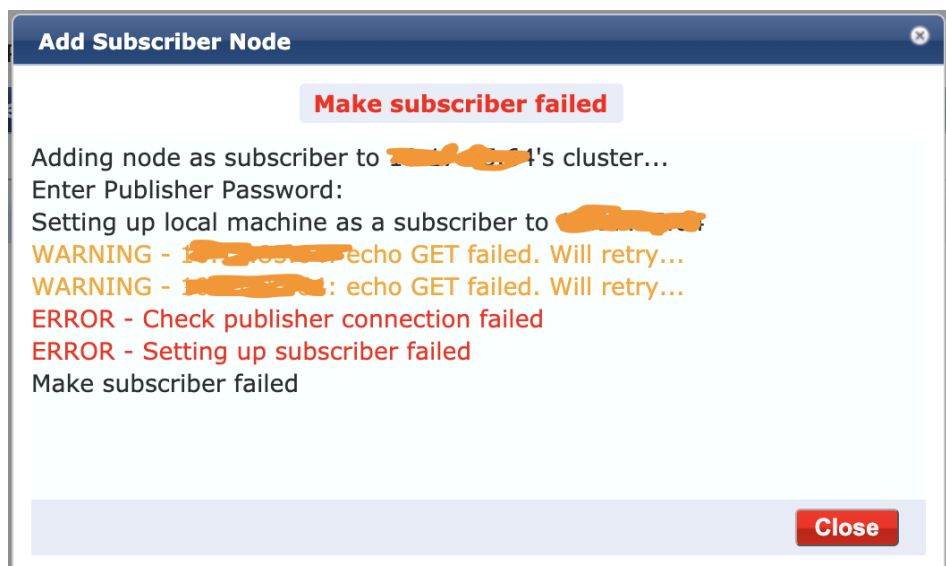 Add Subscriber Node
Make subscriber failed
Adding node as subscriber to 's cluster...
Enter Publisher Password:
Setting up local machine as a subscriber to
WARNING - echo GET failed. Will retry...
WARNING - : echo GET failed. Will retry...
ERROR - Check publisher connection failed
ERROR - Setting up subscriber failed
Make subscriber failed
Close